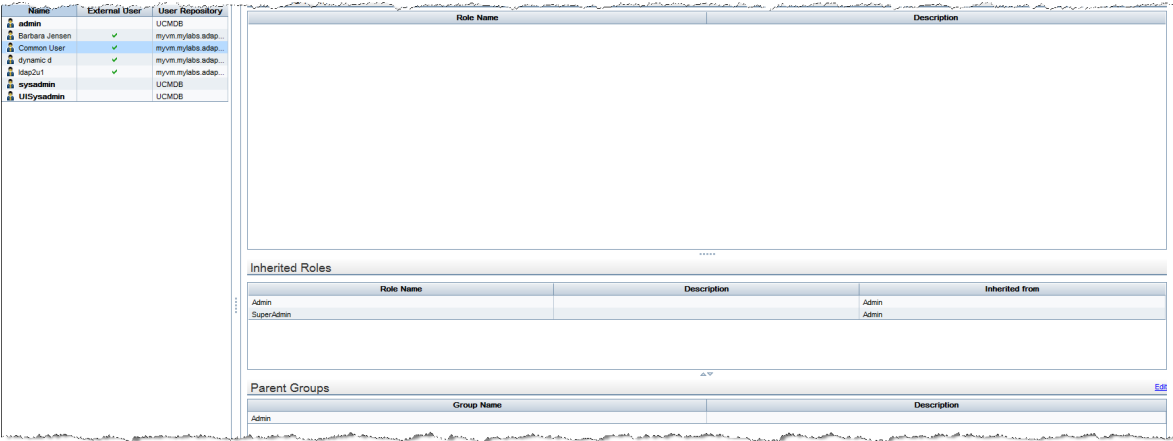 Name External User User Repository
admin UCMDB
Barbara Jensen myvm.mylabs.adap...
Common User myvm.mylabs.adap...
dynamic d myvm.mylabs.adap...
ldap2u1 myvm.mylabs.adap...
sysadmin UCMDB
UISysadmin UCMDB
Role Name Description
Inherited Roles
Role Name Description Inherited from
Admin Admin
SuperAdmin Admin
Parent Groups Edit
Group Name Description
Admin